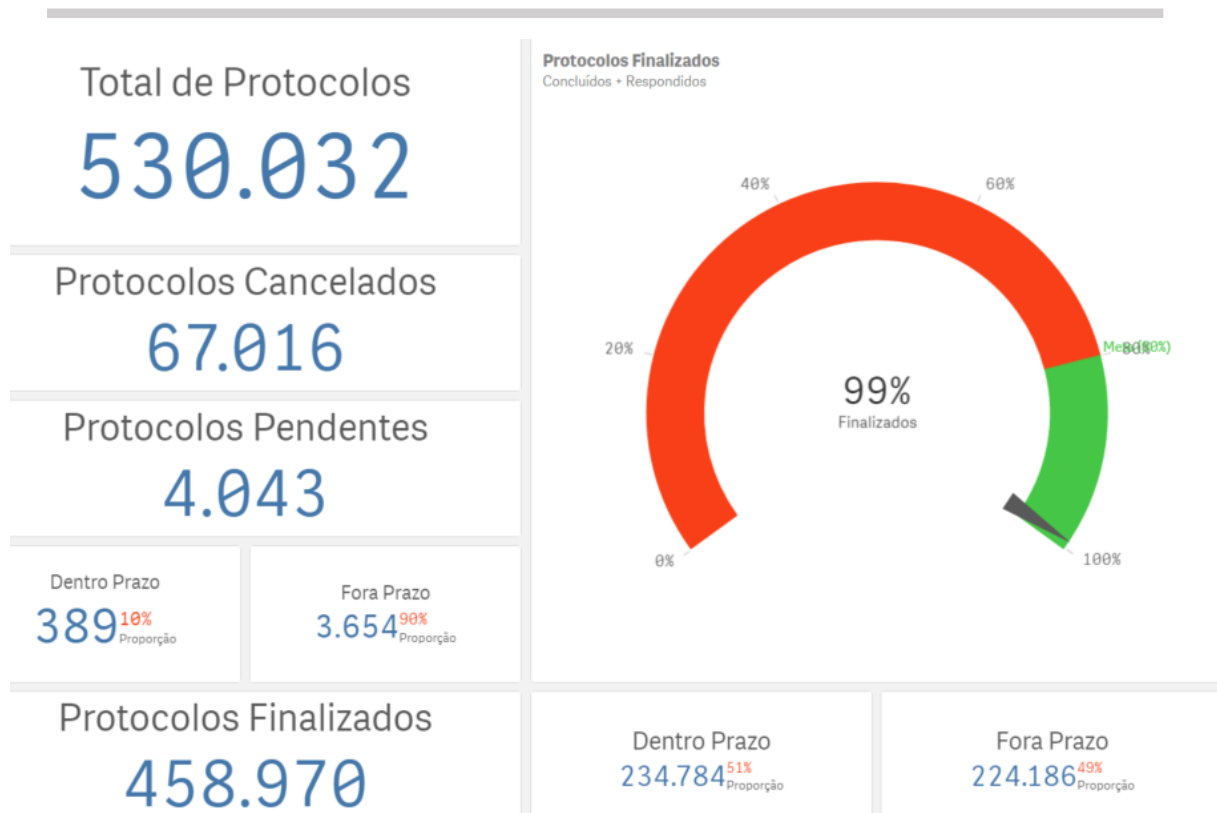 Total de Protocolos
530.032
Protocolos Cancelados
67.016
Protocolos Pendentes
4.043
Dentro Prazo
389 10%
Proporção
Fora Prazo
3.654 90%
Proporção
Protocolos Finalizados
458.970
Protocolos Finalizados
Concluídos + Respondidos
0%
20%
40%
60%
80%
100%
99%
Finalizados
Dentro Prazo
234.784 51%
Proporção
Fora Prazo
224.186 49%
Proporção